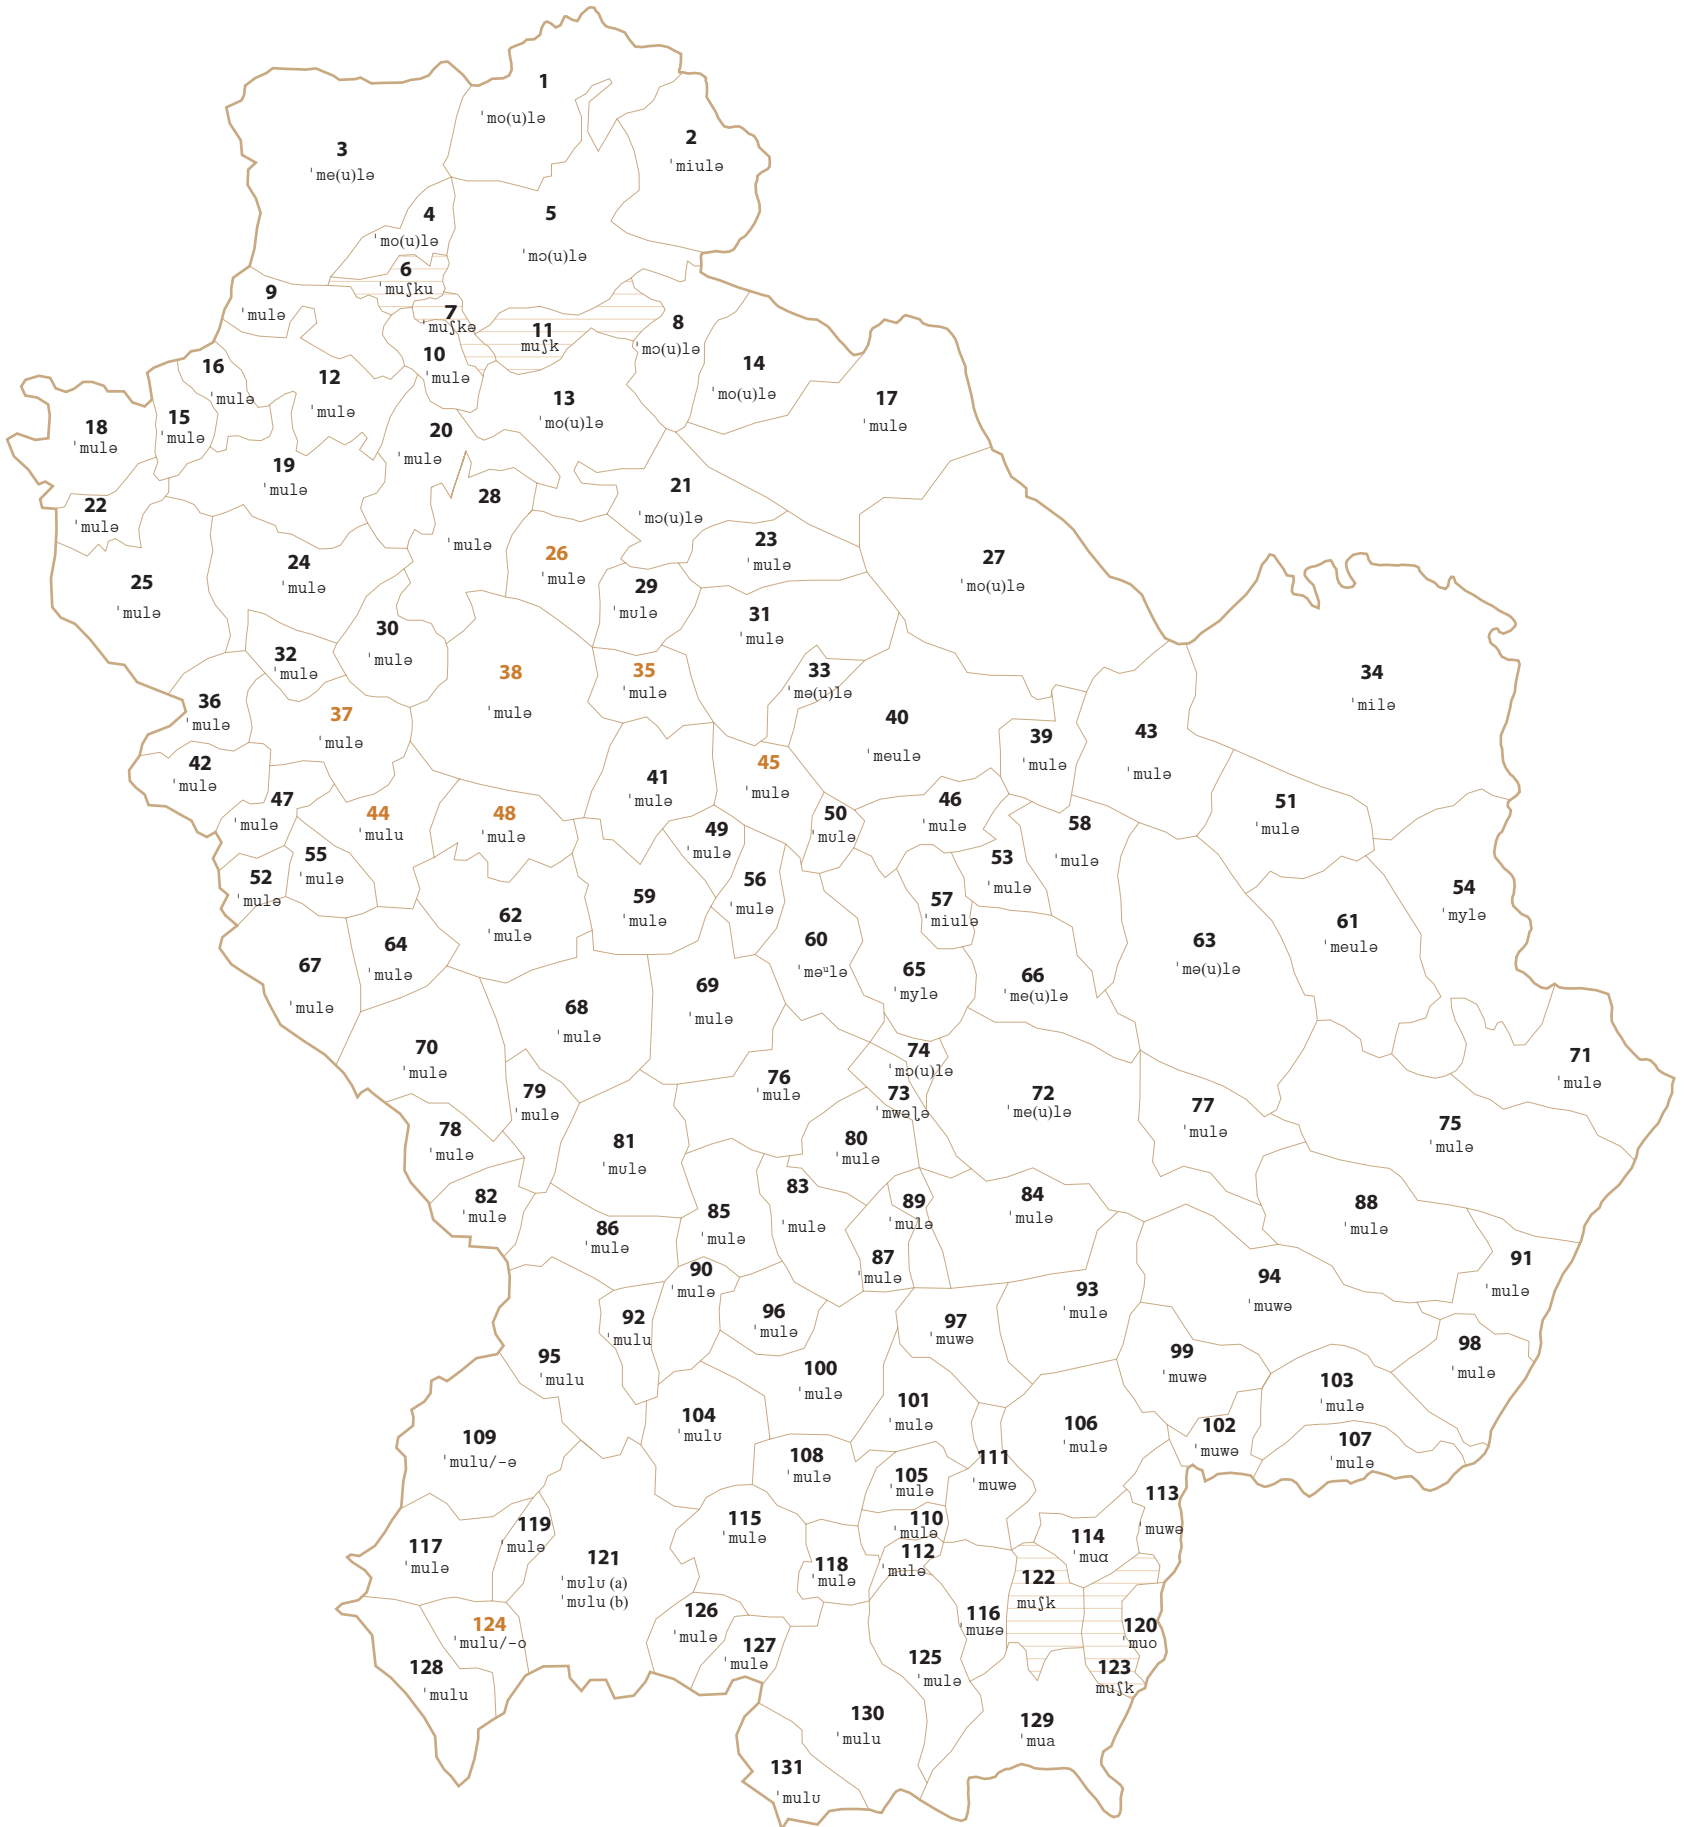 1
ˈmo(u)lə
2
ˈmiulə
3
ˈme(u)lə
4
ˈmo(u)lə
5
ˈmɔ(u)lə
6
ˈmuʃku
7
ˈmuʃkə
8
ˈmɔ(u)lə
9
ˈmulə
10
ˈmulə
11
muʃk
12
ˈmulə
13
ˈmo(u)lə
14
ˈmo(u)lə
15
ˈmulə
16
ˈmulə
17
ˈmulə
18
ˈmulə
19
ˈmulə
20
ˈmulə
21
ˈmɔ(u)lə
22
ˈmulə
23
ˈmulə
24
ˈmulə
25
ˈmulə
26
ˈmulə
27
ˈmo(u)lə
28
ˈmulə
29
ˈmʊlə
30
ˈmulə
31
ˈmulə
32
ˈmulə
33
ˈmə(u)lə
34
ˈmilə
35
ˈmulə
36
ˈmulə
37
ˈmulə
38
ˈmulə
39
ˈmulə
40
ˈmeulə
41
ˈmulə
42
ˈmulə
43
ˈmulə
44
ˈmulu
45
ˈmulə
46
ˈmulə
47
ˈmulə
48
ˈmulə
49
ˈmulə
50
ˈmʊlə
51
ˈmulə
52
ˈmulə
53
ˈmulə
54
ˈmylə
55
ˈmulə
56
ˈmulə
57
ˈmiulə
58
ˈmulə
59
ˈmulə
60
ˈməᵘlə
61
ˈmeulə
62
ˈmulə
63
ˈmə(u)lə
64
ˈmulə
65
ˈmylə
66
ˈme(u)lə
67
ˈmulə
68
ˈmulə
69
ˈmulə
70
ˈmulə
71
ˈmulə
72
ˈme(u)lə
73
ˈmwəɭə
74
ˈmɔ(u)lə
75
ˈmulə
76
ˈmulə
77
ˈmulə
78
ˈmulə
79
ˈmulə
80
ˈmulə
81
ˈmʊlə
82
ˈmulə
83
ˈmulə
84
ˈmulə
85
ˈmulə
86
ˈmulə
87
ˈmulə
88
ˈmulə
89
ˈmulə
90
ˈmulə
91
ˈmulə
92
ˈmulu
93
ˈmulə
94
ˈmuwə
95
ˈmulu
96
ˈmulə
97
ˈmuwə
98
ˈmulə
99
ˈmuwə
100
ˈmulə
101
ˈmulə
102
ˈmuwə
103
ˈmulə
104
ˈmulʊ
105
ˈmulə
106
ˈmulə
107
ˈmulə
108
ˈmulə
109
ˈmulu/-ə
110
ˈmulə
111
ˈmuwə
112
ˈmulə
113
ˈmuwə
114
ˈmuɑ
115
ˈmulə
116
ˈmuʁə
117
ˈmulə
118
ˈmulə
119
ˈmulə
120
ˈmuo
121
ˈmʊlʊ (a)
ˈmʊlu (b)
122
muʃk
123
muʃk
124
ˈmulu/-o
125
ˈmulə
126
ˈmulə
127
ˈmulə
128
ˈmulu
129
ˈmua
130
ˈmulu
131
ˈmulʊ